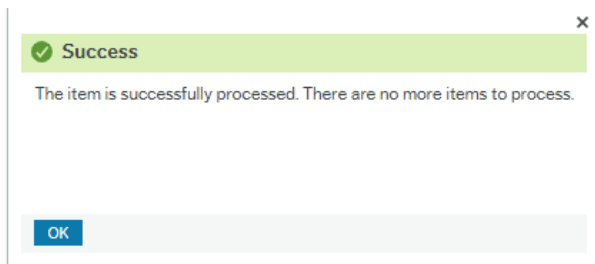 Success
The item is successfully processed. There are no more items to process.
OK